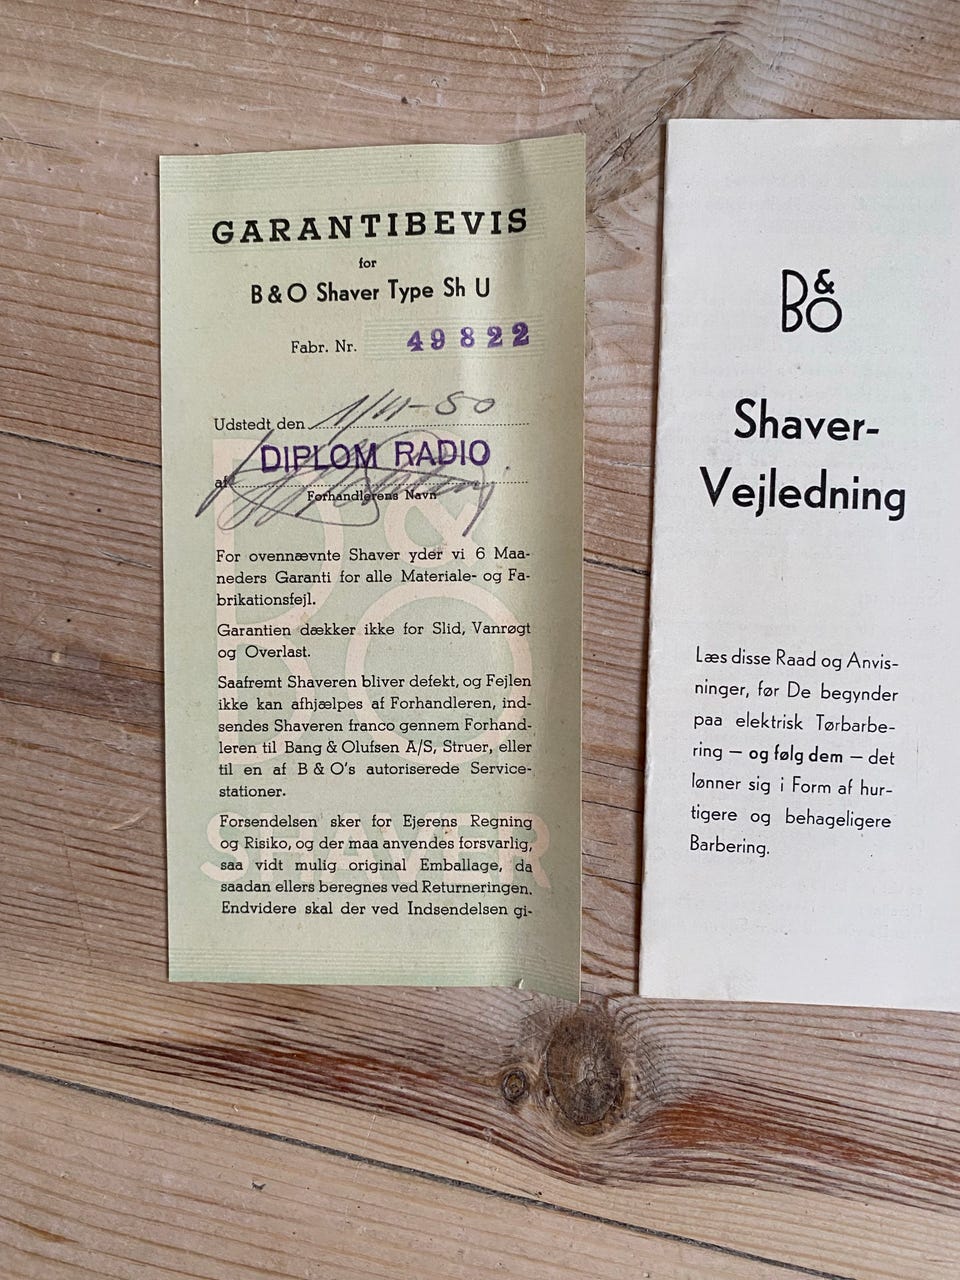 GARANTIBEVIS
for
B & O Shaver Type Sh U
Fabr. Nr. 49822
Udstedt den 1/11-50
DIPLOM RADIO
af
Forhandlerens Navn
For ovennævnte Shaver yder vi 6 Maa-
neders Garanti for alle Materiale- og Fa-
brikationsfejl.
Garantien dækker ikke for Slid, Vanrøgt
og Overlast.
Saafremt Shaveren bliver defekt, og Fejlen
ikke kan afhjælpes af Forhandleren, ind-
sendes Shaveren franco gennem Forhand-
leren til Bang & Olufsen A/S, Struer, eller
til en af B & O's autoriserede Service-
stationer.
Forsendelsen sker for Ejerens Regning
og Risiko, og der maa anvendes forsvarlig,
saa vidt mulig original Emballage, da
saadan ellers beregnes ved Returneringen.
Endvidere skal der ved Indsendelsen gi-
B&O
SHAVER
B&O
Shaver-
Vejledning
Læs disse Raad og Anvis-
ninger, før De begynder
paa elektrisk Tørbarbe-
ring — og følg dem — det
lønner sig i Form af hur-
tigere og behageligere
Barbering.